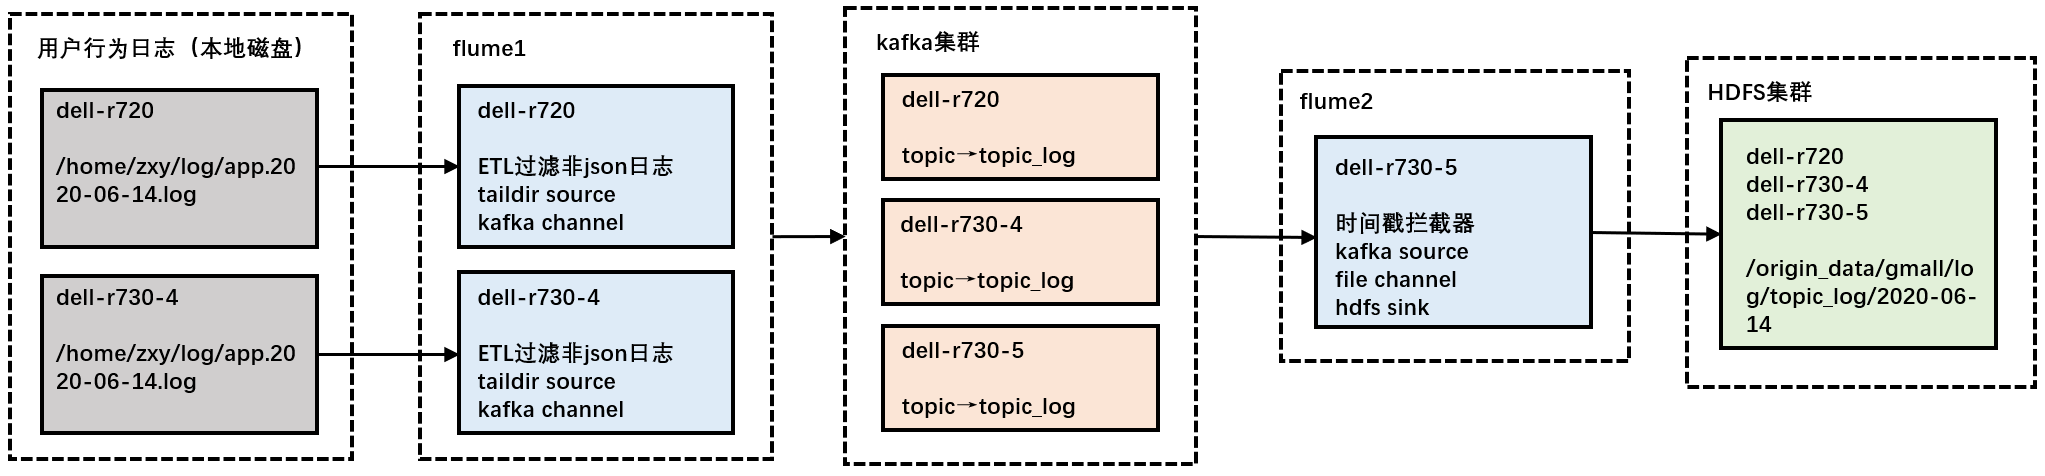 用户行为日志（本地磁盘）
dell-r720
/home/zxy/log/app.20
20-06-14.log
dell-r730-4
/home/zxy/log/app.20
20-06-14.log
flume1
dell-r720
ETL过滤非json日志
taildir source
kafka channel
dell-r730-4
ETL过滤非json日志
taildir source
kafka channel
kafka集群
dell-r720
topic→topic_log
dell-r730-4
topic→topic_log
dell-r730-5
topic→topic_log
flume2
dell-r730-5
时间戳拦截器
kafka source
file channel
hdfs sink
HDFS集群
dell-r720
dell-r730-4
dell-r730-5
/origin_data/gmall/lo
g/topic_log/2020-06-
14